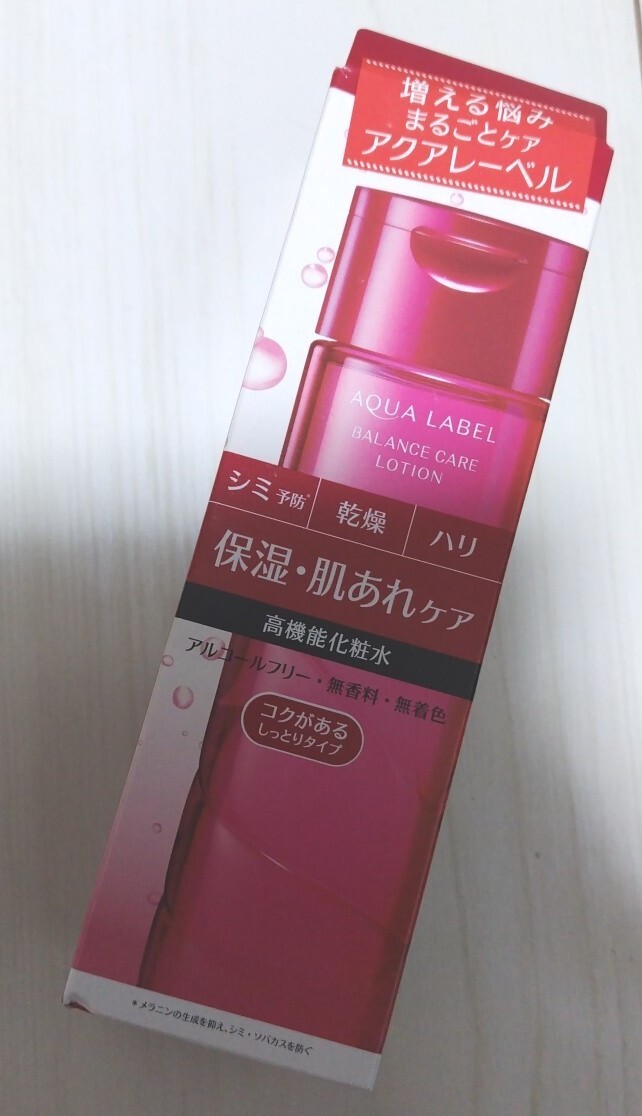 増える悩み
まるごとケア
アクアレーベル
AQUA LABEL
BALANCE CARE
LOTION
シミ予防* 乾燥 ハリ
保湿・肌あれケア
高機能化粧水
アルコールフリー・無香料・無着色
コクがある
しっとりタイプ
*メラニンの生成を抑え、シミ・ソバカスを防ぐ